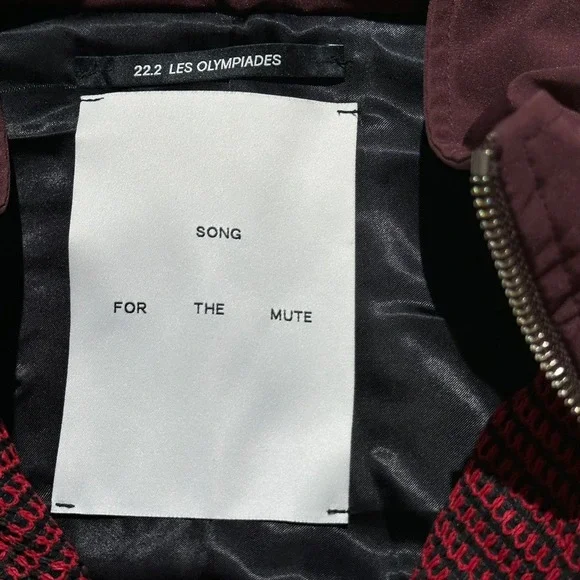 22.2 LES OLYMPIADES
SONG
FOR THE MUTE